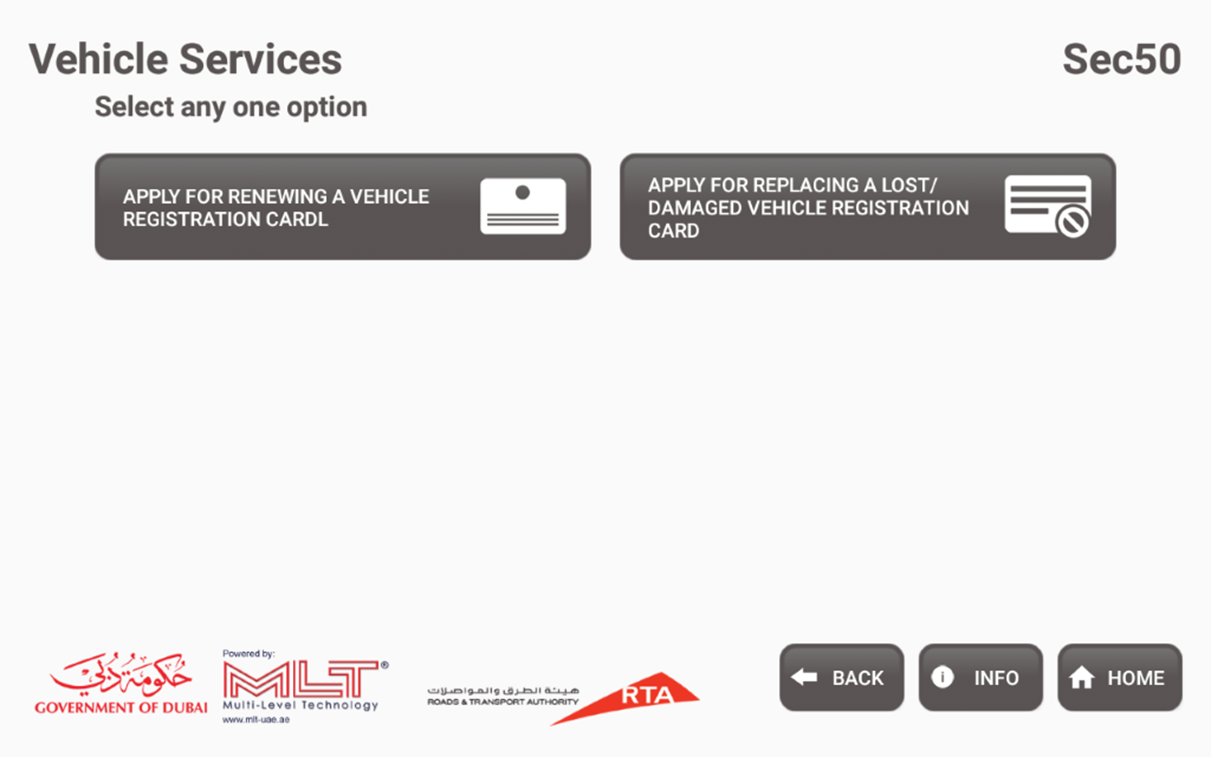 Vehicle Services
Sec50
Select any one option
APPLY FOR RENEWING A VEHICLE
REGISTRATION CARDL
APPLY FOR REPLACING A LOST/
DAMAGED VEHICLE REGISTRATION
CARD
حكومة دبي
GOVERNMENT OF DUBAI
Powered by:
MLT®
Multi-Level Technology
www.mlt-uae.ae
هيئة الطرق والمواصلات
ROADS & TRANSPORT AUTHORITY
RTA
BACK
INFO
HOME